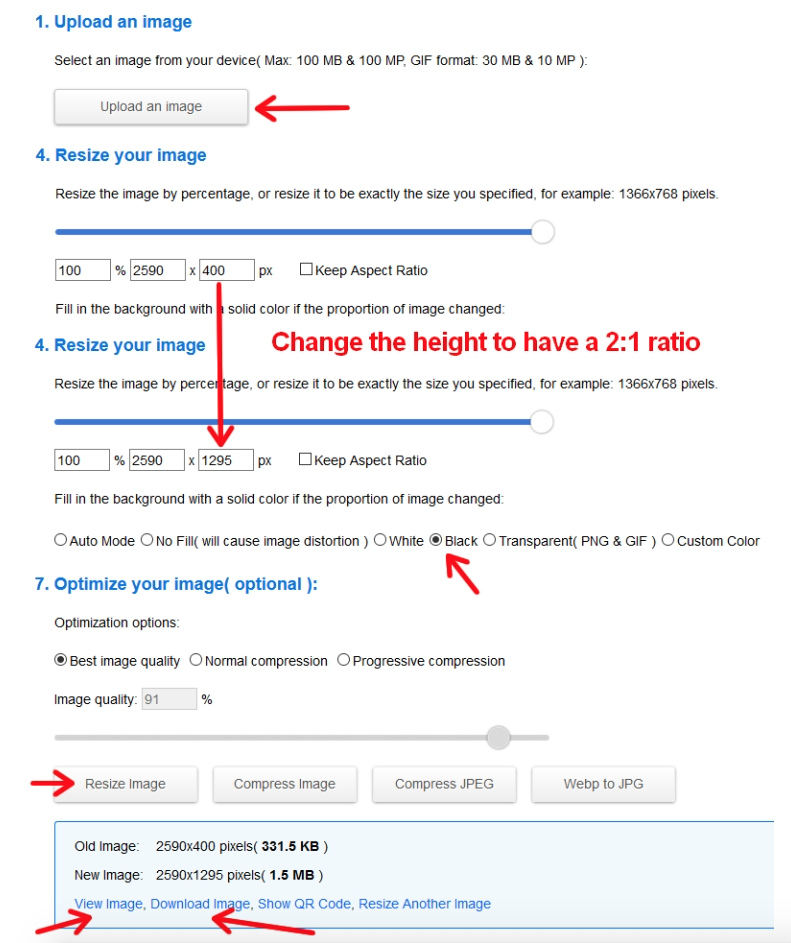 1. Upload an image
Select an image from your device( Max: 100 MB & 100 MP, GIF format: 30 MB & 10 MP ):
Upload an image
4. Resize your image
Resize the image by percentage, or resize it to be exactly the size you specified, for example: 1366x768 pixels.
100 % 2590 x 400 px Keep Aspect Ratio
Fill in the background with a solid color if the proportion of image changed:
Change the height to have a 2:1 ratio
4. Resize your image
Resize the image by percentage, or resize it to be exactly the size you specified, for example: 1366x768 pixels.
100 % 2590 x 1295 px Keep Aspect Ratio
Fill in the background with a solid color if the proportion of image changed:
Auto Mode No Fill( will cause image distortion ) White Black Transparent( PNG & GIF ) Custom Color
7. Optimize your image( optional ):
Optimization options:
Best image quality Normal compression Progressive compression
Image quality: 91 %
Resize Image Compress Image Compress JPEG Webp to JPG
Old Image: 2590x400 pixels( 331.5 KB )
New Image: 2590x1295 pixels( 1.5 MB )
View Image, Download Image, Show QR Code, Resize Another Image